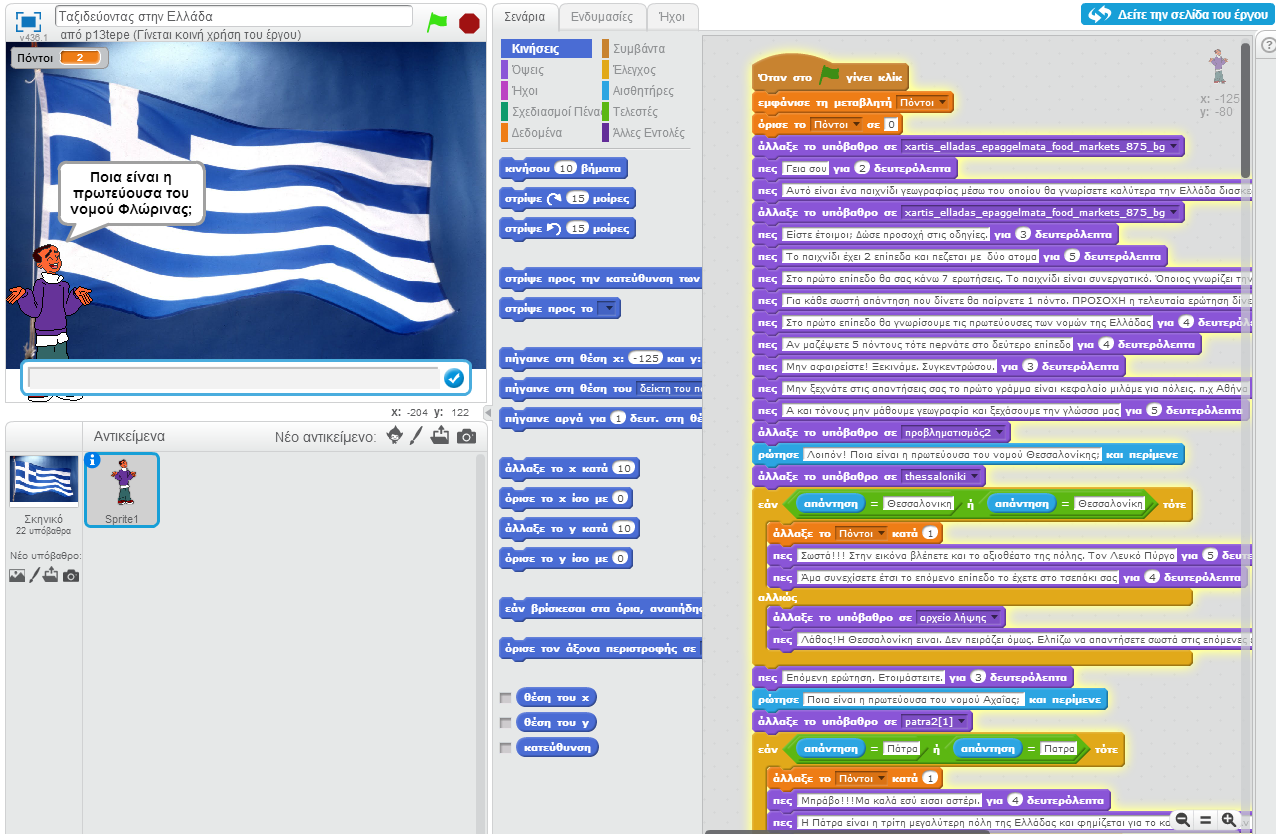 Ταξιδεύοντας στην Ελλάδα
από p13tepe (Γίνεται κοινή χρήση του έργου)
v436.1
Πόντοι 2
Ποια είναι η
πρωτεύουσα του
νομού Φλώρινας;
x: -204 y: 122
Αντικείμενα
Νέο αντικείμενο:
Σκηνικό
22 υπόβαθρα
Sprite1
Νέο υπόβαθρο:
Σενάρια
Ενδυμασίες
Ήχοι
Δείτε την σελίδα του έργου
Κινήσεις
Συμβάντα
Όψεις
Έλεγχος
Ήχοι
Αισθητήρες
Σχεδιασμοί Πένας
Τελεστές
Δεδομένα
Άλλες Εντολές
κινήσου 10 βήματα
στρίψε 15 μοίρες
στρίψε 15 μοίρες
στρίψε προς την κατεύθυνση των
στρίψε προς το
πήγαινε στη θέση x: -125 και y:
πήγαινε στη θέση του δείκτη του πο
πήγαινε αργά για 1 δευτ. στη θέ
άλλαξε το x κατά 10
όρισε το x ίσο με 0
άλλαξε το y κατά 10
όρισε το y ίσο με 0
εάν βρίσκεσαι στα όρια, αναπήδησ
όρισε τον άξονα περιστροφής σε
θέση του x
θέση του y
κατεύθυνση
x: -125
y: -80
Όταν στο γίνει κλικ
εμφάνισε τη μεταβλητή Πόντοι
όρισε το Πόντοι σε 0
άλλαξε το υπόβαθρο σε xartis_elladas_epaggelmata_food_markets_875_bg
πες Γεια σου για 2 δευτερόλεπτα
πες Αυτό είναι ένα παιχνίδι γεωγραφίας μέσω του οποίου θα γνωρίσετε καλύτερα την Ελλάδα διασκε
άλλαξε το υπόβαθρο σε xartis_elladas_epaggelmata_food_markets_875_bg
πες Είστε έτοιμοι; Δώσε προσοχή στις οδηγίες. για 3 δευτερόλεπτα
πες Το παιχνίδι έχει 2 επίπεδα και πεζεται με δύο ατομα για 5 δευτερόλεπτα
πες Στο πρώτο επίπεδο θα σας κάνω 7 ερωτήσεις. Το παιχνίδι είναι συνεργατικό. Όποιος γνωρίζει την
πες Για κάθε σωστή απάντηση που δίνετε θα παίρνετε 1 πόντο. ΠΡΟΣΟΧΗ η τελευταία ερώτηση δίνε
πες Στο πρώτο επίπεδο θα γνωρίσουμε τις πρωτεύουσες των νομών της Ελλάδας για 4 δευτερόλε
πες Αν μαζέψετε 5 πόντους τότε περνάτε στο δεύτερο επίπεδο για 4 δευτερόλεπτα
πες Μην αφαιρείστε! Ξεκινάμε. Συγκεντρώσου. για 3 δευτερόλεπτα
πες Μην ξεχνάτε στις απαντήσεις σας το πρώτο γράμμα είναι κεφαλαίο μιλάμε για πόλεις. π.χ Αθήνα
πες Α και τόνους μην μάθουμε γεωγραφία και ξεχάσουμε την γλώσσα μας για 5 δευτερόλεπτα
άλλαξε το υπόβαθρο σε προβληματισμός2
ρώτησε Λοιπόν! Ποια είναι η πρωτεύουσα του νομού Θεσσαλονίκης; και περίμενε
άλλαξε το υπόβαθρο σε thessaloniki
εάν απάντηση = Θεσσαλονικη ή απάντηση = Θεσσαλονίκη τότε
άλλαξε το Πόντοι κατά 1
πες Σωστά!!! Στην εικόνα βλέπετε και το αξιοθέατο της πόλης. Τον Λευκό Πύργο για 5 δευτε
πες Άμα συνεχίσετε έτσι το επόμενο επίπεδο το έχετε στο τσεπάκι σας για 4 δευτερόλεπτα
αλλιώς
άλλαξε το υπόβαθρο σε αρχείο λήψης
πες Λάθος!Η Θεσσαλονίκη ειναι. Δεν πειράζει όμως. Ελπίζω να απαντήσετε σωστά στις επόμενες
πες Επόμενη ερώτηση. Ετοιμάστειτε. για 3 δευτερόλεπτα
ρώτησε Ποια είναι η πρωτεύουσα του νομού Αχαΐας; και περίμενε
άλλαξε το υπόβαθρο σε patra2[1]
εάν απάντηση = Πάτρα ή απάντηση = Πατρα τότε
άλλαξε το Πόντοι κατά 1
πες Μπράβο!!!Μα καλά εσύ εισαι αστέρι. για 4 δευτερόλεπτα
πες Η Πάτρα είναι η τρίτη μεγαλύτερη πόλη της Ελλάδας και φημίζεται για το κα